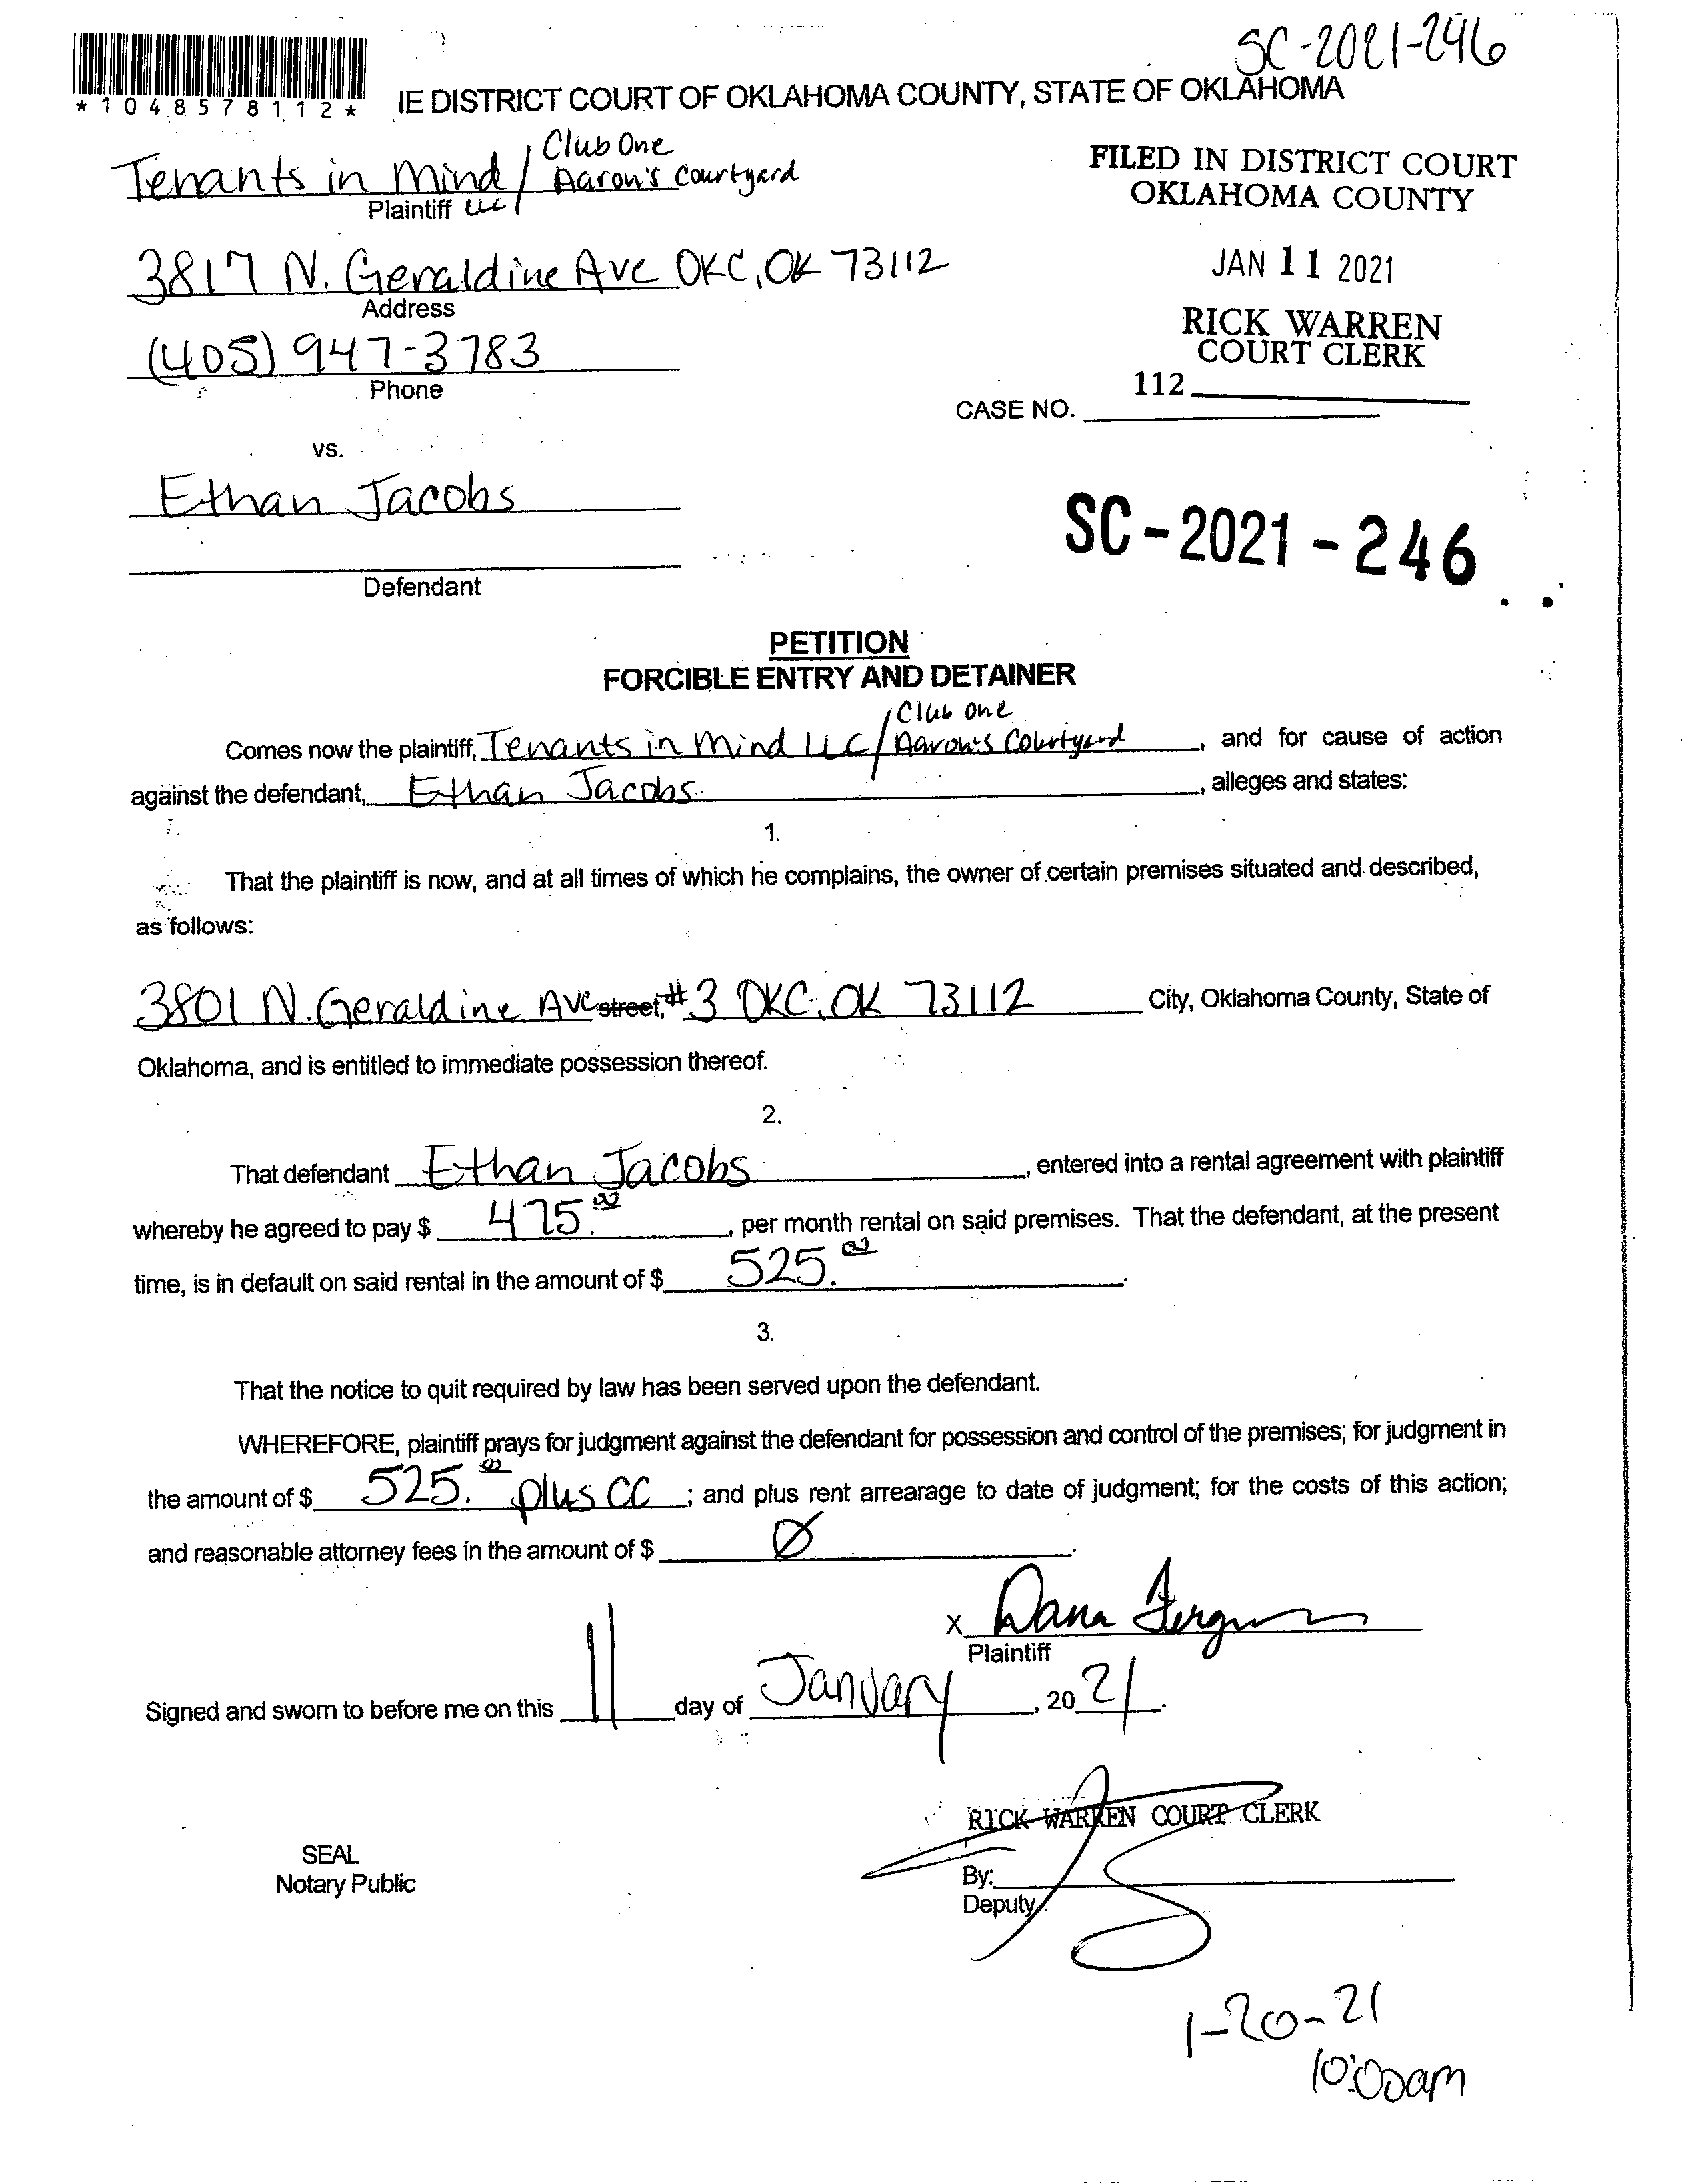 SC-2021-246
*1048578112*
IE DISTRICT COURT OF OKLAHOMA COUNTY, STATE OF OKLAHOMA
Tenants in Mind LLC / Club One Aaron's Courtyard
Plaintiff
FILED IN DISTRICT COURT
OKLAHOMA COUNTY
3817 N. Geraldine Ave OKC, OK 73112
Address
JAN 11 2021
(405) 947-3783
Phone
RICK WARREN
COURT CLERK
112
CASE NO.
vs.
Ethan Jacobs
SC-2021-246
Defendant
PETITION
FORCIBLE ENTRY AND DETAINER
Comes now the plaintiff, Tenants in Mind LLC / Club One Aaron's Courtyard, and for cause of action
against the defendant, Ethan Jacobs, alleges and states:
1.
That the plaintiff is now, and at all times of which he complains, the owner of certain premises situated and described,
as follows:
3801 N. Geraldine Ave street, #3 OKC, OK 73112 City, Oklahoma County, State of
Oklahoma, and is entitled to immediate possession thereof.
2.
That defendant Ethan Jacobs, entered into a rental agreement with plaintiff
whereby he agreed to pay $ 475.00, per month rental on said premises. That the defendant, at the present
time, is in default on said rental in the amount of $ 525.00.
3.
That the notice to quit required by law has been served upon the defendant.
WHEREFORE, plaintiff prays for judgment against the defendant for possession and control of the premises; for judgment in
the amount of $ 525.00 plus CC; and plus rent arrearage to date of judgment; for the costs of this action;
and reasonable attorney fees in the amount of $ Ø.
X Dana Ferguson
Plaintiff
Signed and sworn to before me on this 11 day of January, 2021.
RICK WARREN COURT CLERK
SEAL
Notary Public
By:
Deputy
1-20-21
10:00am